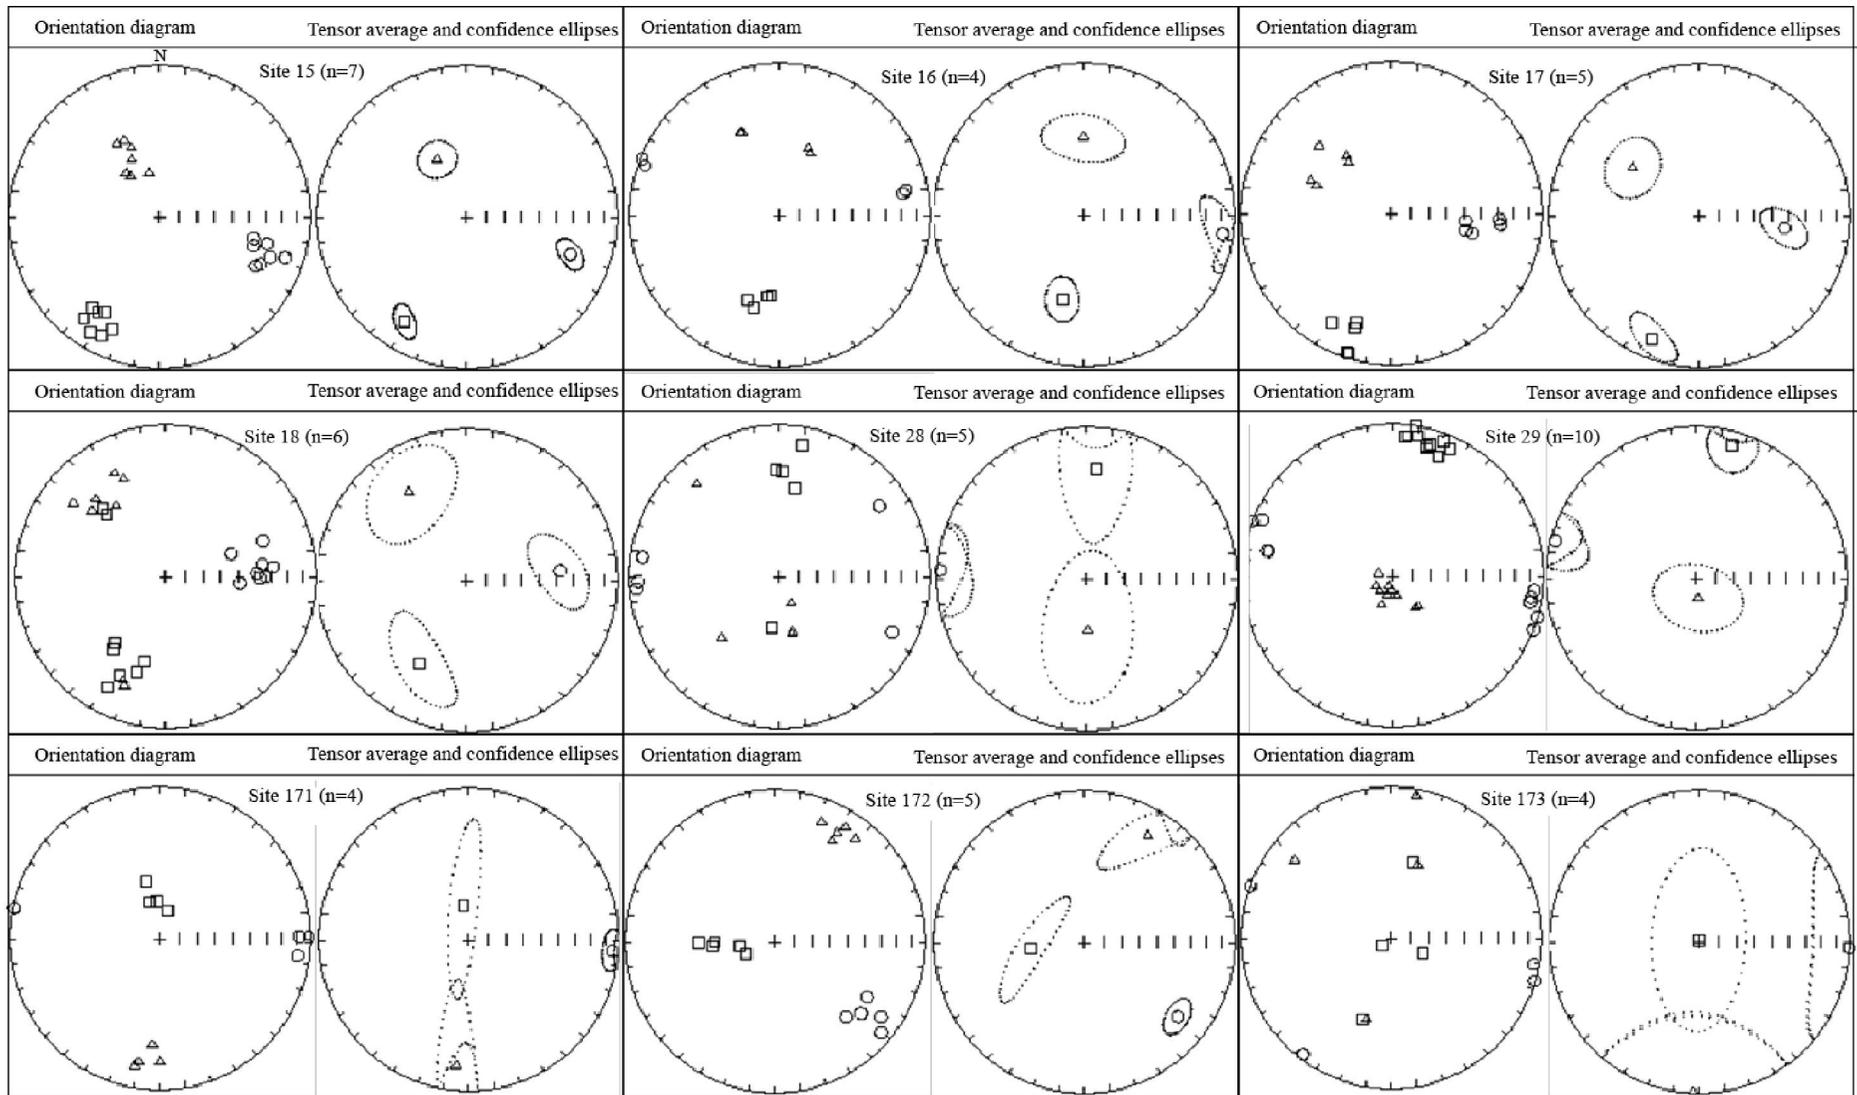 Orientation diagram Tensor average and confidence ellipses Orientation diagram Tensor average and confidence ellipses Orientation diagram Tensor average and confidence ellipses
N
Site 15 (n=7) Site 16 (n=4) Site 17 (n=5)
Orientation diagram Tensor average and confidence ellipses Orientation diagram Tensor average and confidence ellipses Orientation diagram Tensor average and confidence ellipses
Site 18 (n=6) Site 28 (n=5) Site 29 (n=10)
Orientation diagram Tensor average and confidence ellipses Orientation diagram Tensor average and confidence ellipses Orientation diagram Tensor average and confidence ellipses
Site 171 (n=4) Site 172 (n=5) Site 173 (n=4)